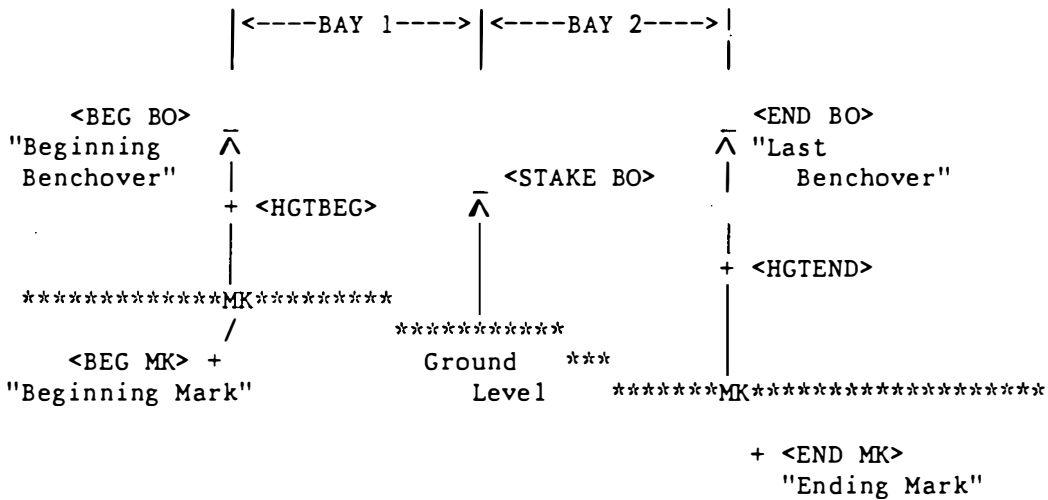 |<----BAY 1---->|<----BAY 2---->|
<BEG BO> <END BO>
"Beginning "Last
Benchover" <STAKE BO> Benchover"
+ <HGTBEG>
+ <HGTEND>
*************MK*********
***********
<BEG MK> + Ground ***
"Beginning Mark" Level *******MK*******************
+ <END MK>
"Ending Mark"